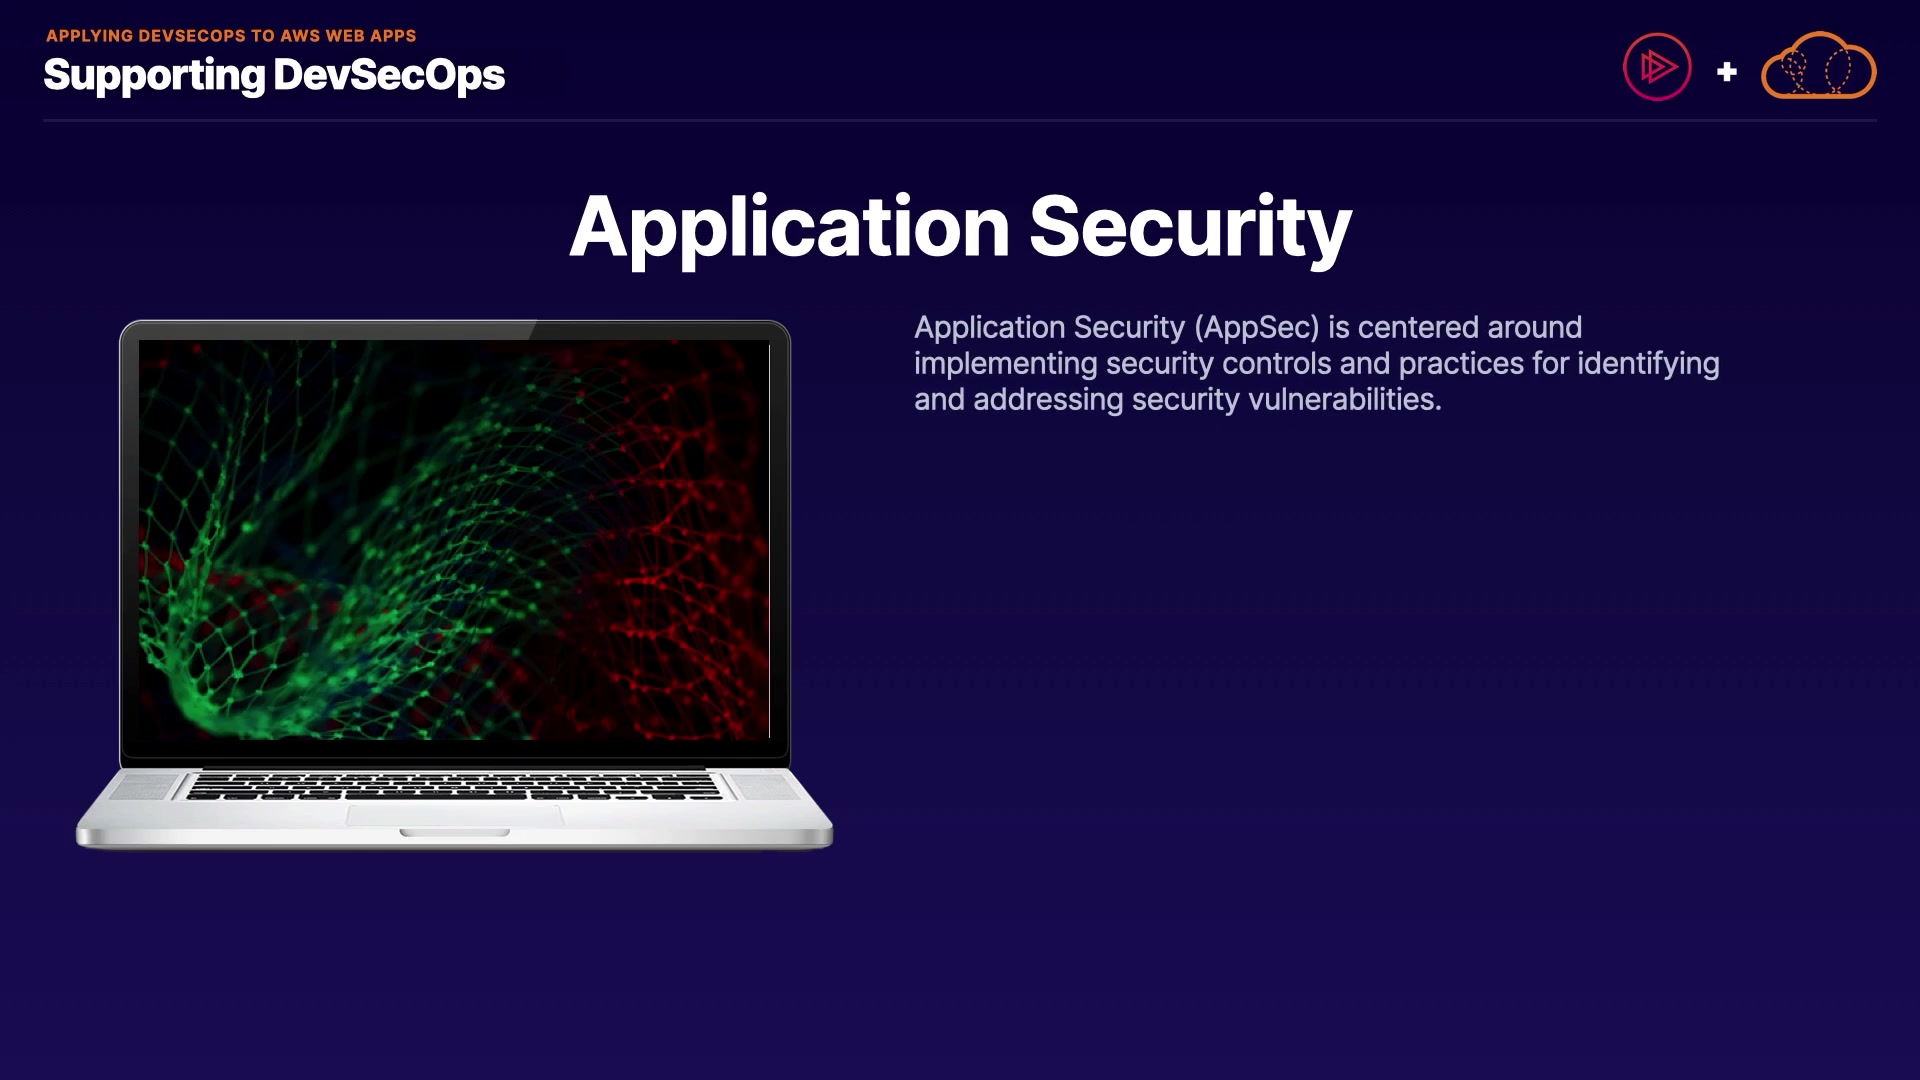 APPLYING DEVSECOPS TO AWS WEB APPS
Supporting DevSecOps
Application Security
Application Security (AppSec) is centered around
implementing security controls and practices for identifying
and addressing security vulnerabilities.